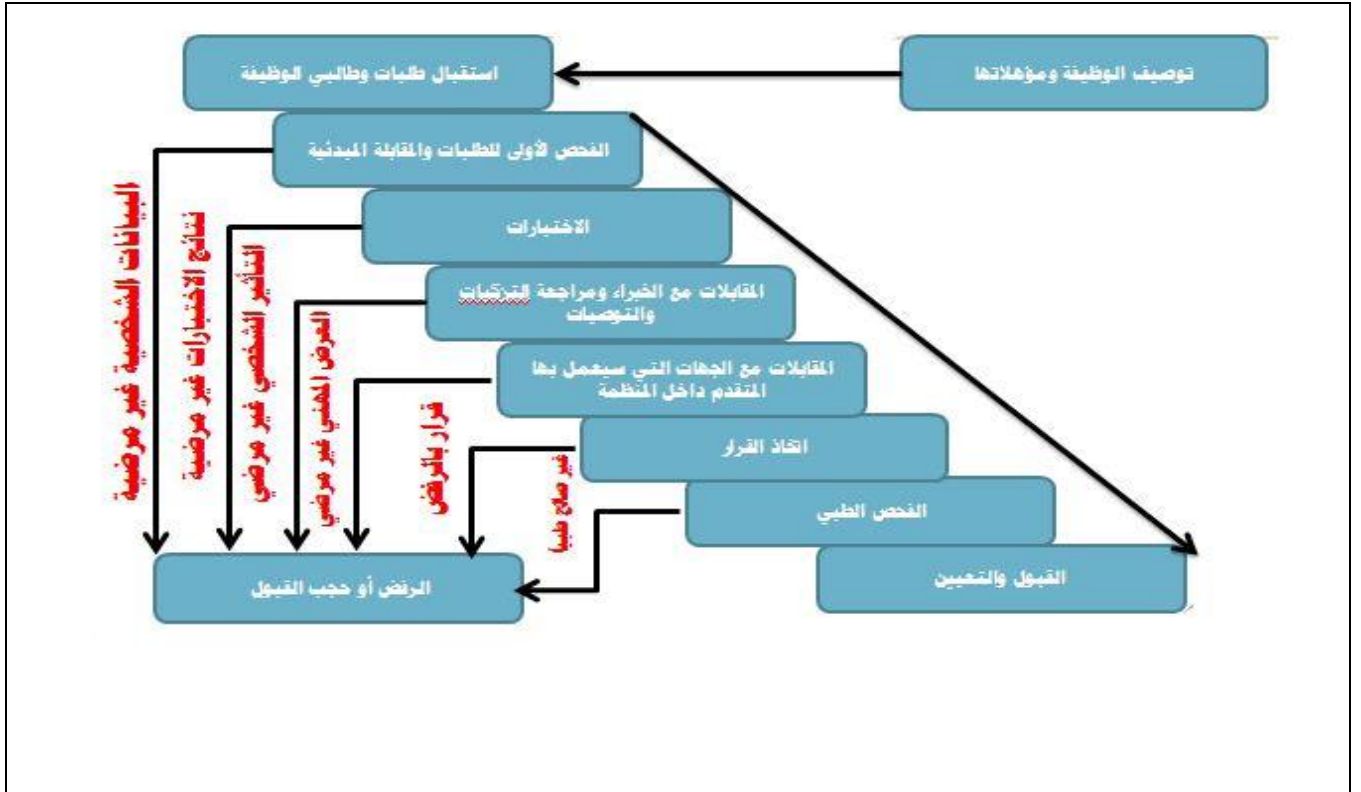 توصيف الوظيفة ومؤهلاتها
استقبال طلبات وطالبي الوظيفة
الفحص الأولى للطلبات والمقابلة المبدئية
الاختبارات
المقابلات مع الخبراء ومراجعة التزكيات
والتوصيات
المقابلات مع الجهات التي سيعمل بها
المتقدم داخل المنظمة
اتخاذ القرار
الفحص الطبي
القبول والتعيين
الرفض أو حجب القبول
البيانات الشخصية غير مرضية
نتائج الاختبارات غير مرضية
التأثير الشخصي غير مرضي
العرض المهني غير مرضي
قرار بالرفض
غير صالح طبيا